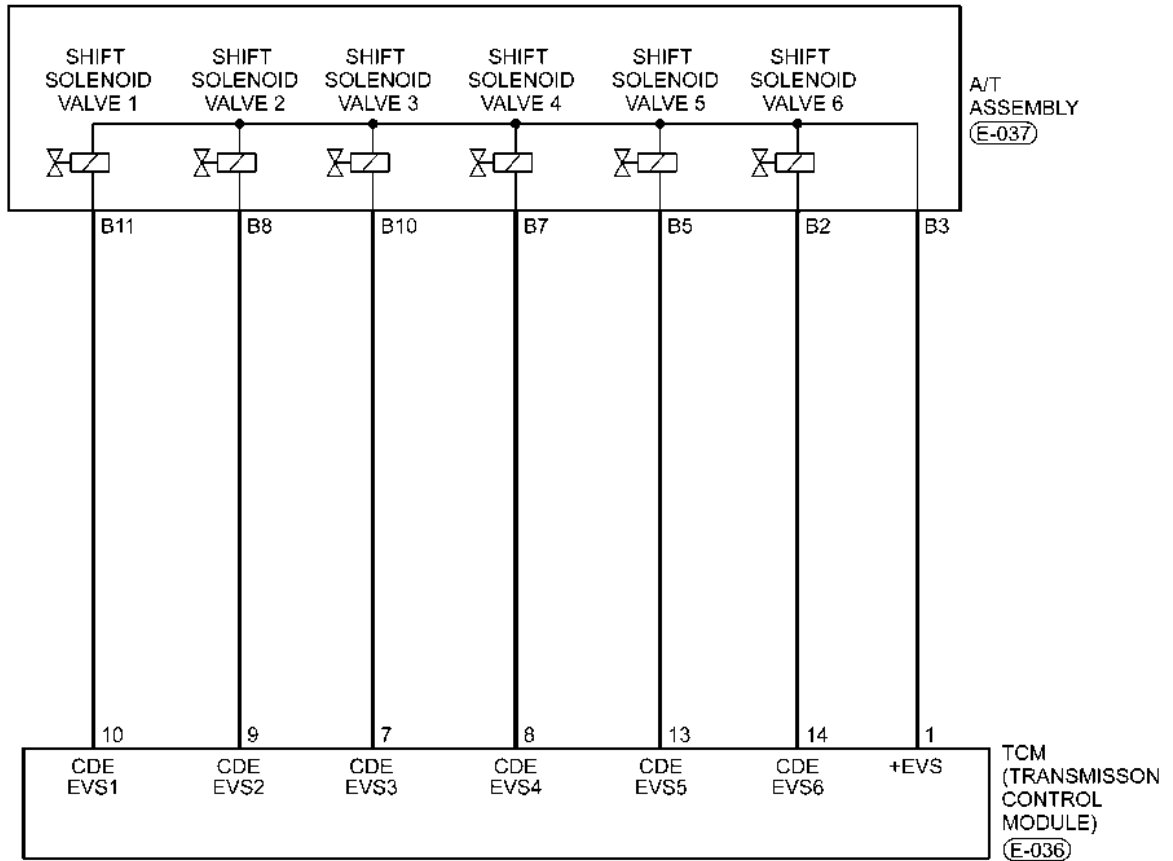 SHIFT
SOLENOID
VALVE 1
SHIFT
SOLENOID
VALVE 2
SHIFT
SOLENOID
VALVE 3
SHIFT
SOLENOID
VALVE 4
SHIFT
SOLENOID
VALVE 5
SHIFT
SOLENOID
VALVE 6
A/T
ASSEMBLY
E-037
B11
B8
B10
B7
B5
B2
B3
10
9
7
8
13
14
1
CDE
EVS1
CDE
EVS2
CDE
EVS3
CDE
EVS4
CDE
EVS5
CDE
EVS6
+EVS
TCM
(TRANSMISSON
CONTROL
MODULE)
E-036